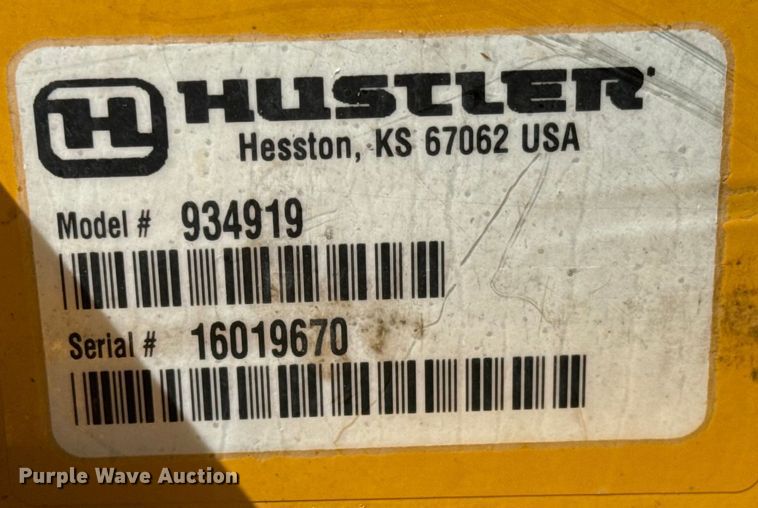 H HUSTLER
Hesston, KS 67062 USA
Model # 934919
Serial # 16019670
Purple Wave Auction